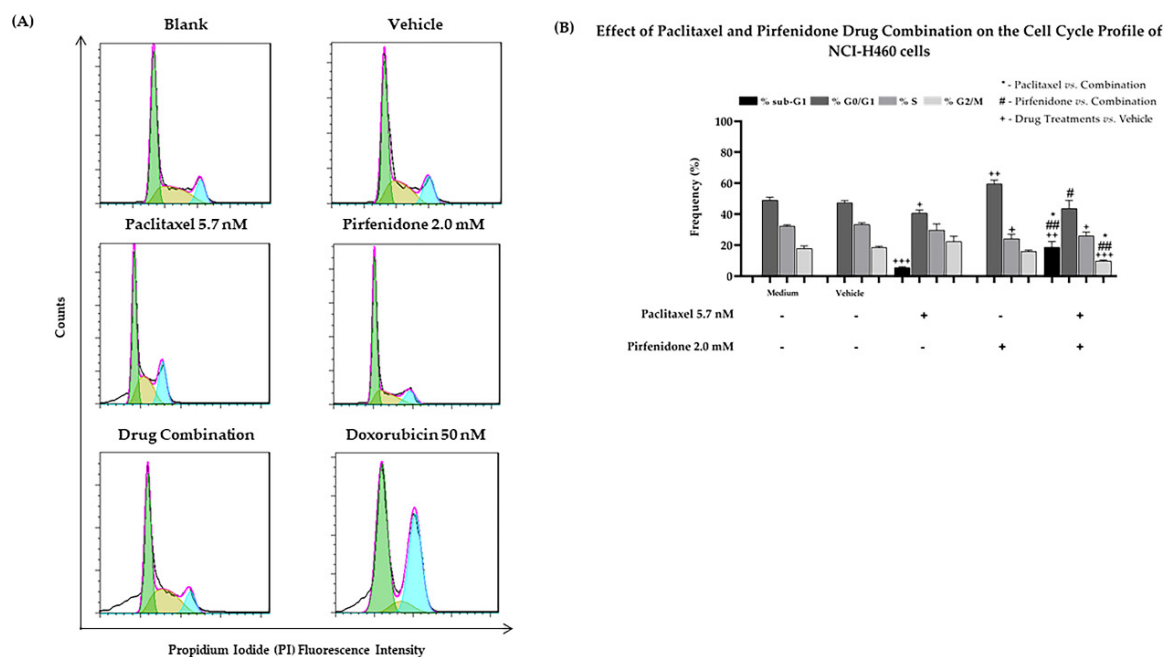 (A)
Blank
Vehicle
Paclitaxel 5.7 nM
Pirfenidone 2.0 mM
Drug Combination
Doxorubicin 50 nM
Counts
Propidium Iodide (PI) Fluorescence Intensity
(B)
Effect of Paclitaxel and Pirfenidone Drug Combination on the Cell Cycle Profile of
NCI-H460 cells
* - Paclitaxel vs. Combination
# - Pirfenidone vs. Combination
+ - Drug Treatments vs. Vehicle
% sub-G1 % G0/G1 % S % G2/M
Frequency (%)
100
80
60
40
20
0
+++
+
++
+
*
##
++
#
+
*
##
+++
Medium Vehicle
Paclitaxel 5.7 nM - - + - +
Pirfenidone 2.0 mM - - - + +